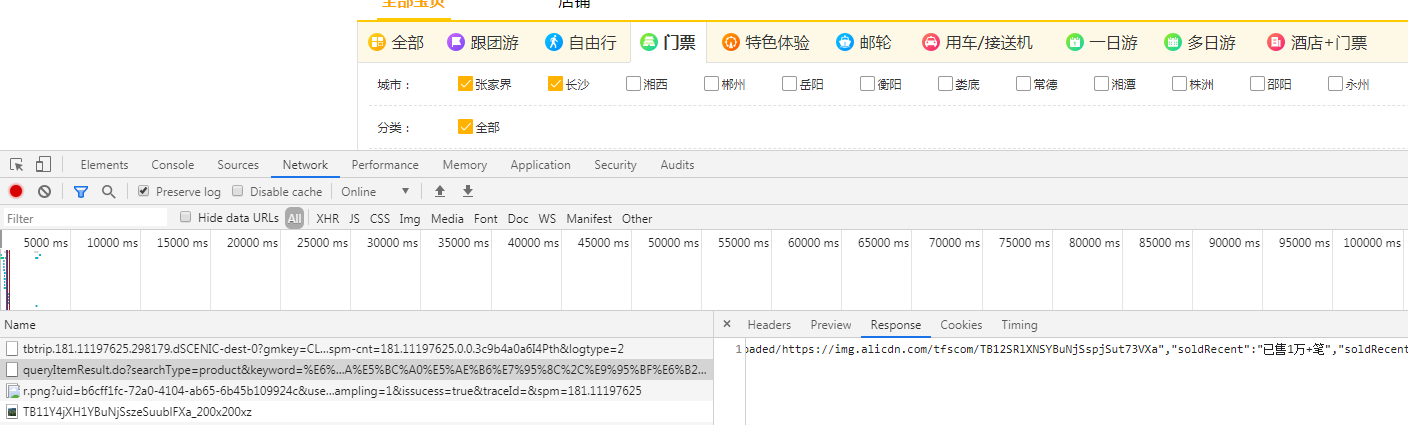 全部宝贝 店铺
全部 跟团游 自由行 门票 特色体验 邮轮 用车/接送机 一日游 多日游 酒店+门票
城市： 张家界 长沙 湘西 郴州 岳阳 衡阳 娄底 常德 湘潭 株洲 邵阳 永州
分类： 全部
Elements Console Sources Network Performance Memory Application Security Audits
Preserve log Disable cache Online
Filter Hide data URLs All XHR JS CSS Img Media Font Doc WS Manifest Other
5000 ms 10000 ms 15000 ms 20000 ms 25000 ms 30000 ms 35000 ms 40000 ms 45000 ms 50000 ms 55000 ms 60000 ms 65000 ms 70000 ms 75000 ms 80000 ms 85000 ms 90000 ms 95000 ms 100000 ms
Name × Headers Preview Response Cookies Timing
tbtrip.181.11197625.298179.dSCENIC-dest-0?gmkey=CL...spm-cnt=181.11197625.0.0.3c9b4a0a6I4Pth&logtype=2
1 oaded/https://img.alicdn.com/tfscom/TB12SRlXNSYBuNjSspjSut73VXa","soldRecent":"已售1万+笔","soldRecent
queryItemResult.do?searchType=product&keyword=%E6%...A%E5%BC%A0%E5%AE%B6%E7%95%8C%2C%E9%95%BF%E6%B2...
r.png?uid=b6cff1fc-72a0-4104-ab65-6b45b109924c&use...ampling=1&issucess=true&traceId=&spm=181.11197625
TB11Y4jXH1YBuNjSszeSuublFXa_200x200xz